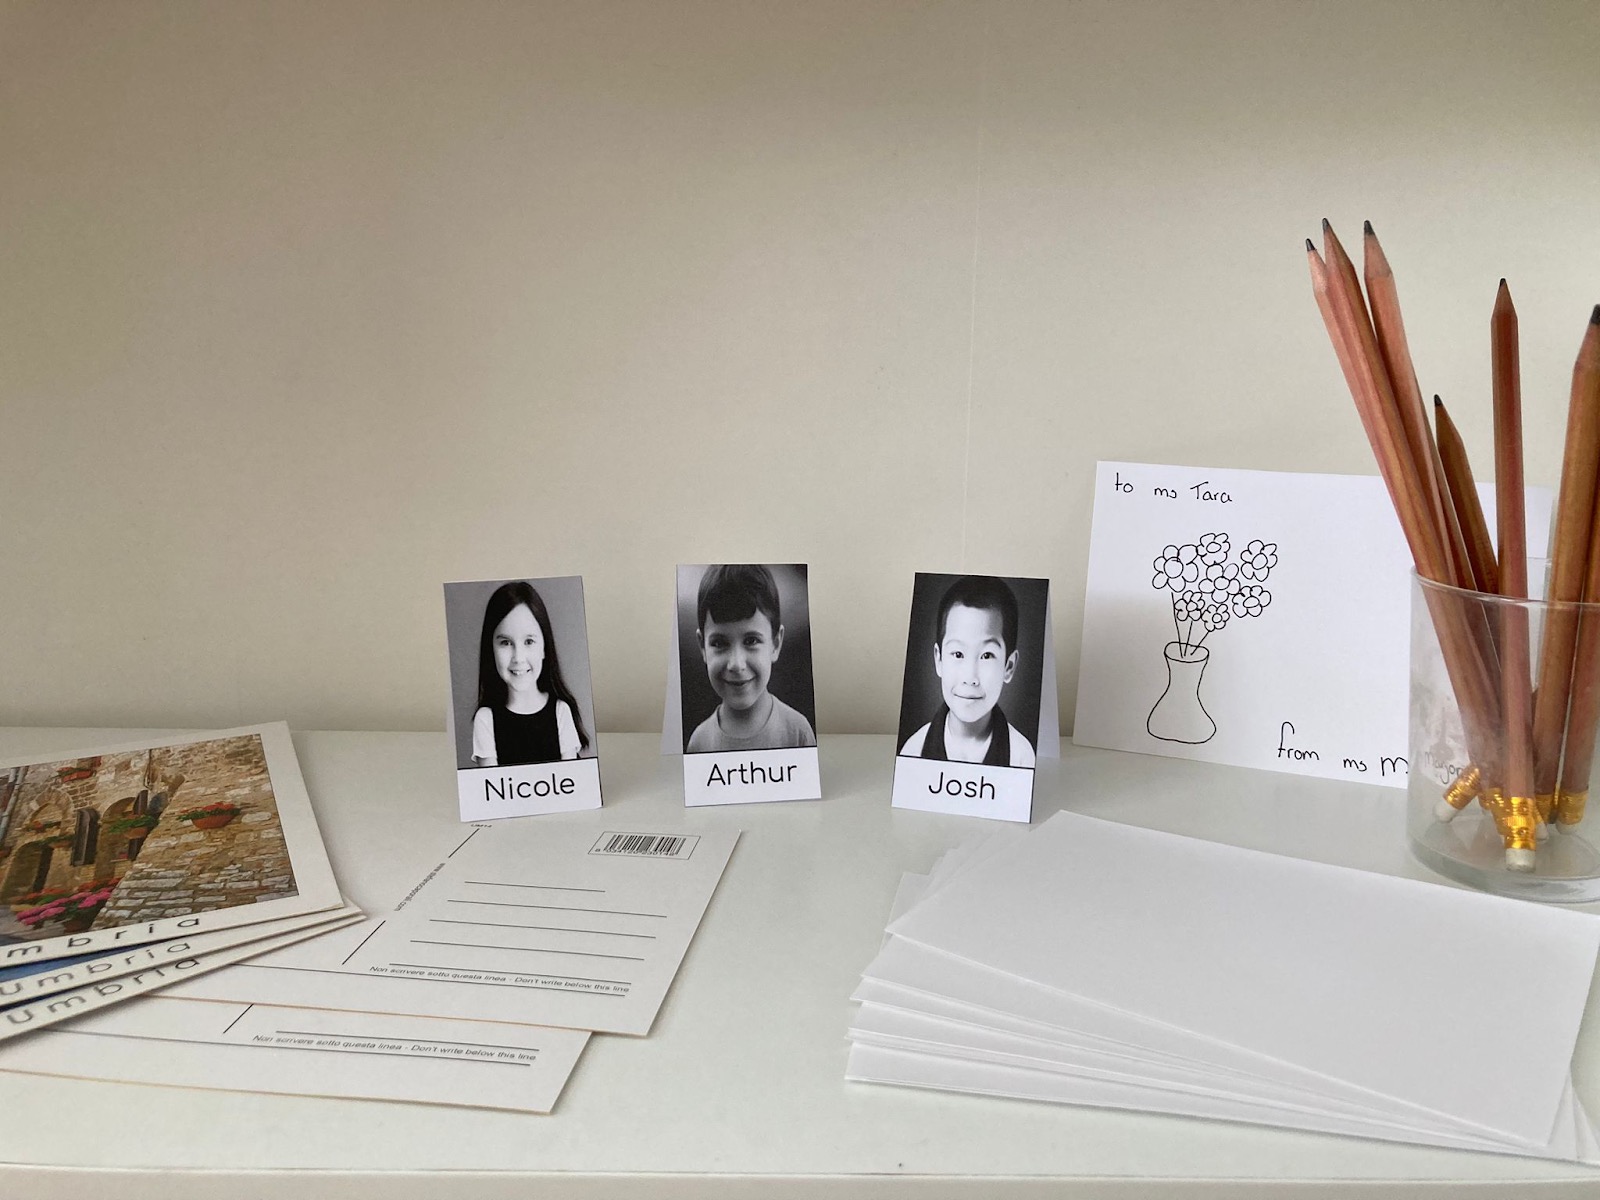 to ms Tara
from ms M
Nicole
Arthur
Josh
mbria
umbria
umbria
Non scrivere sotto questa linea - Don't write below this line
Non scrivere sotto questa linea - Don't write below this line